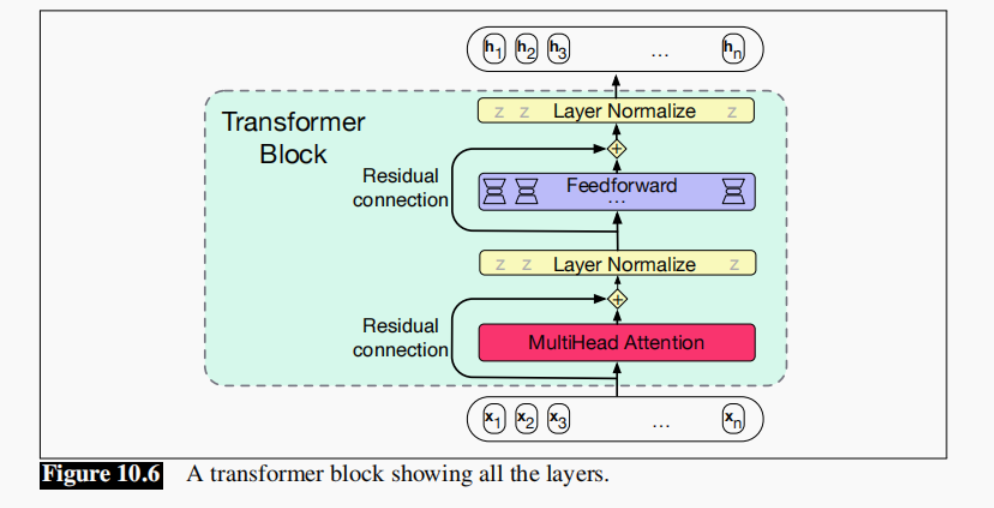 h1 h2 h3 ... hn
Transformer
Block
z z Layer Normalize z
+
Residual
connection
Feedforward
...
z z Layer Normalize z
+
Residual
connection
MultiHead Attention
x1 x2 x3 ... xn
Figure 10.6 A transformer block showing all the layers.